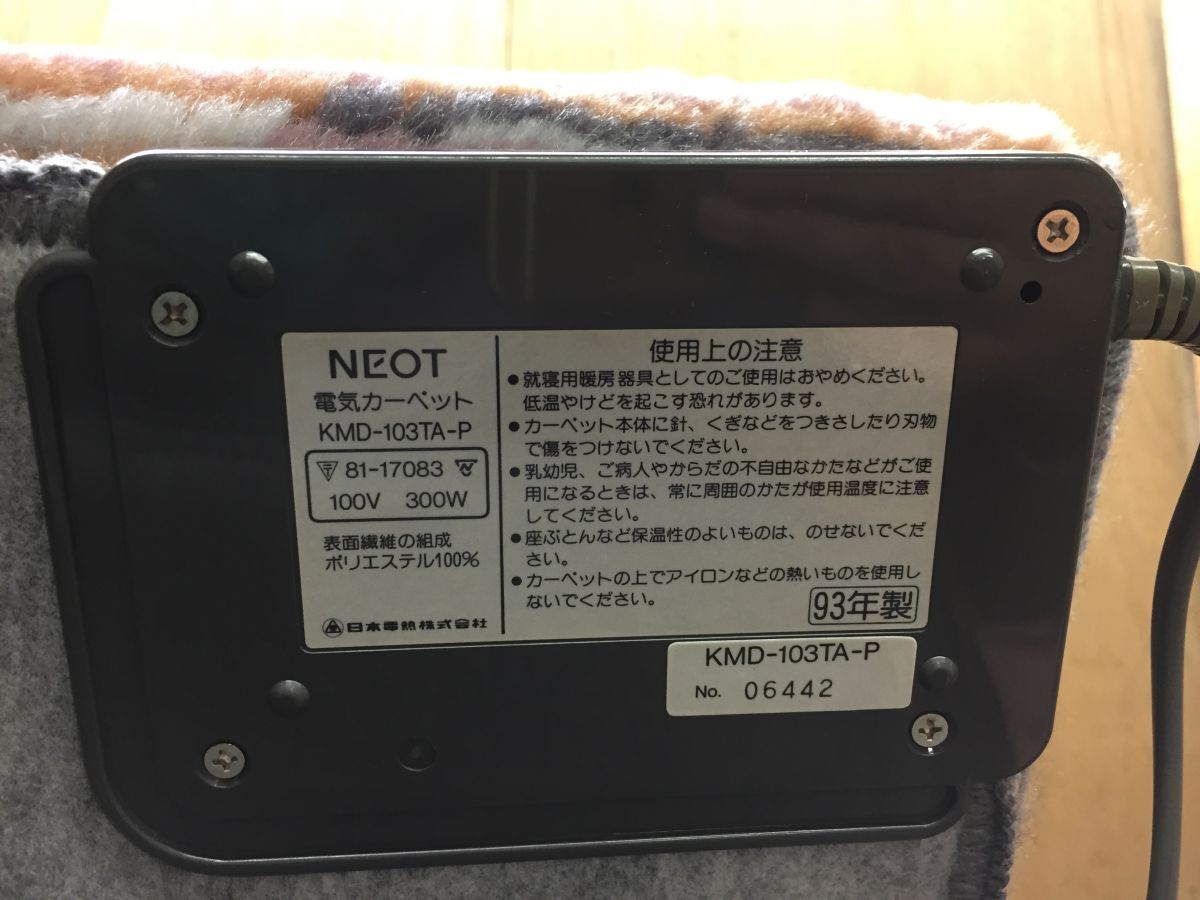 NEOT
電気カーペット
KMD-103TA-P
81-17083
100V 300W
表面繊維の組成
ポリエステル100%
日本電熱株式会社
使用上の注意
●就寝用暖房器具としてのご使用はおやめください。
低温やけどを起こす恐れがあります。
●カーペット本体に針、くぎなどをつきさしたり刃物
で傷をつけないでください。
●乳幼児、ご病人やからだの不自由なかたなどがご使
用になるときは、常に周囲のかたが使用温度に注意
してください。
●座ぶとんなど保温性のよいものは、のせないでくだ
さい。
●カーペットの上でアイロンなどの熱いものを使用し
ないでください。
93年製
KMD-103TA-P
No. 06442